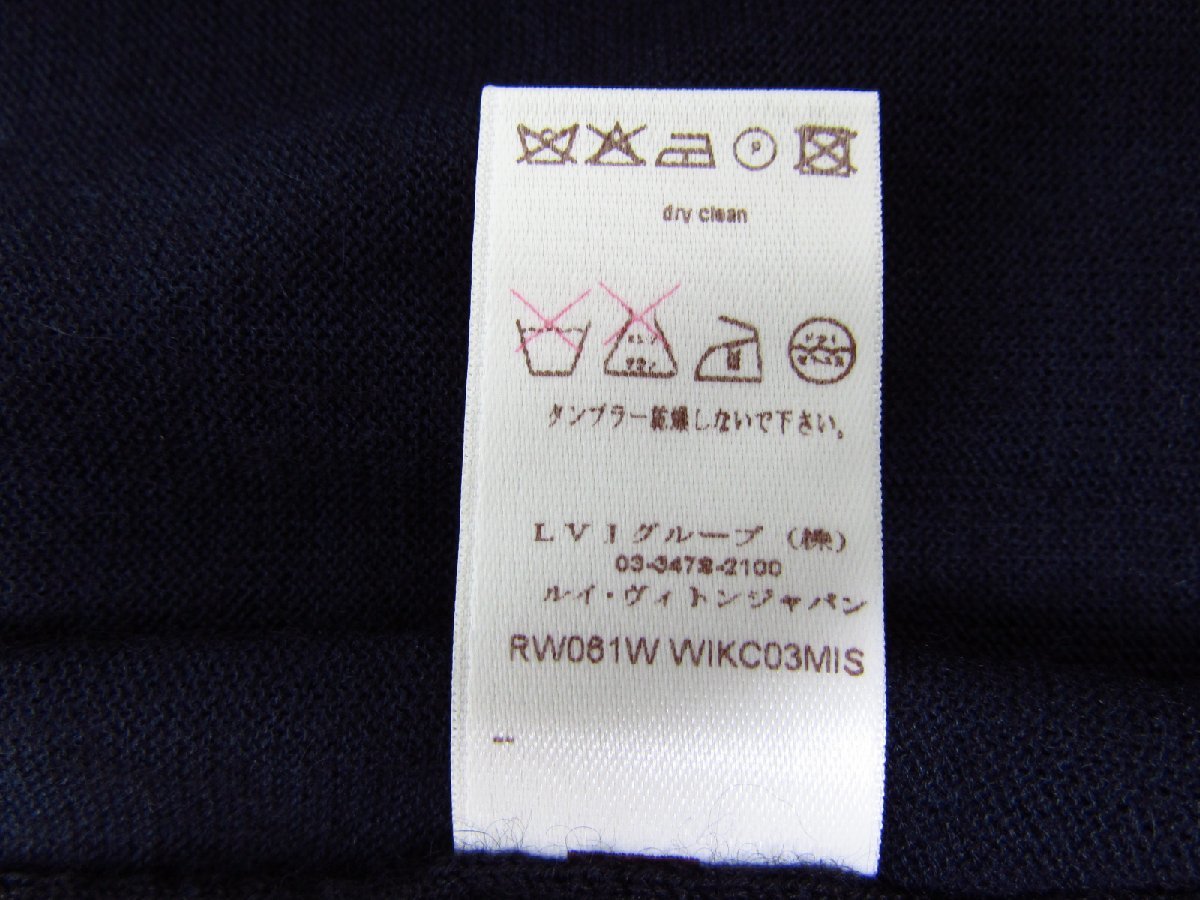 P
dry clean
タンブラー乾燥しないで下さい。
LVJグループ（株）
03-3478-2100
ルイ・ヴィトンジャパン
RW061W WIKC03MIS